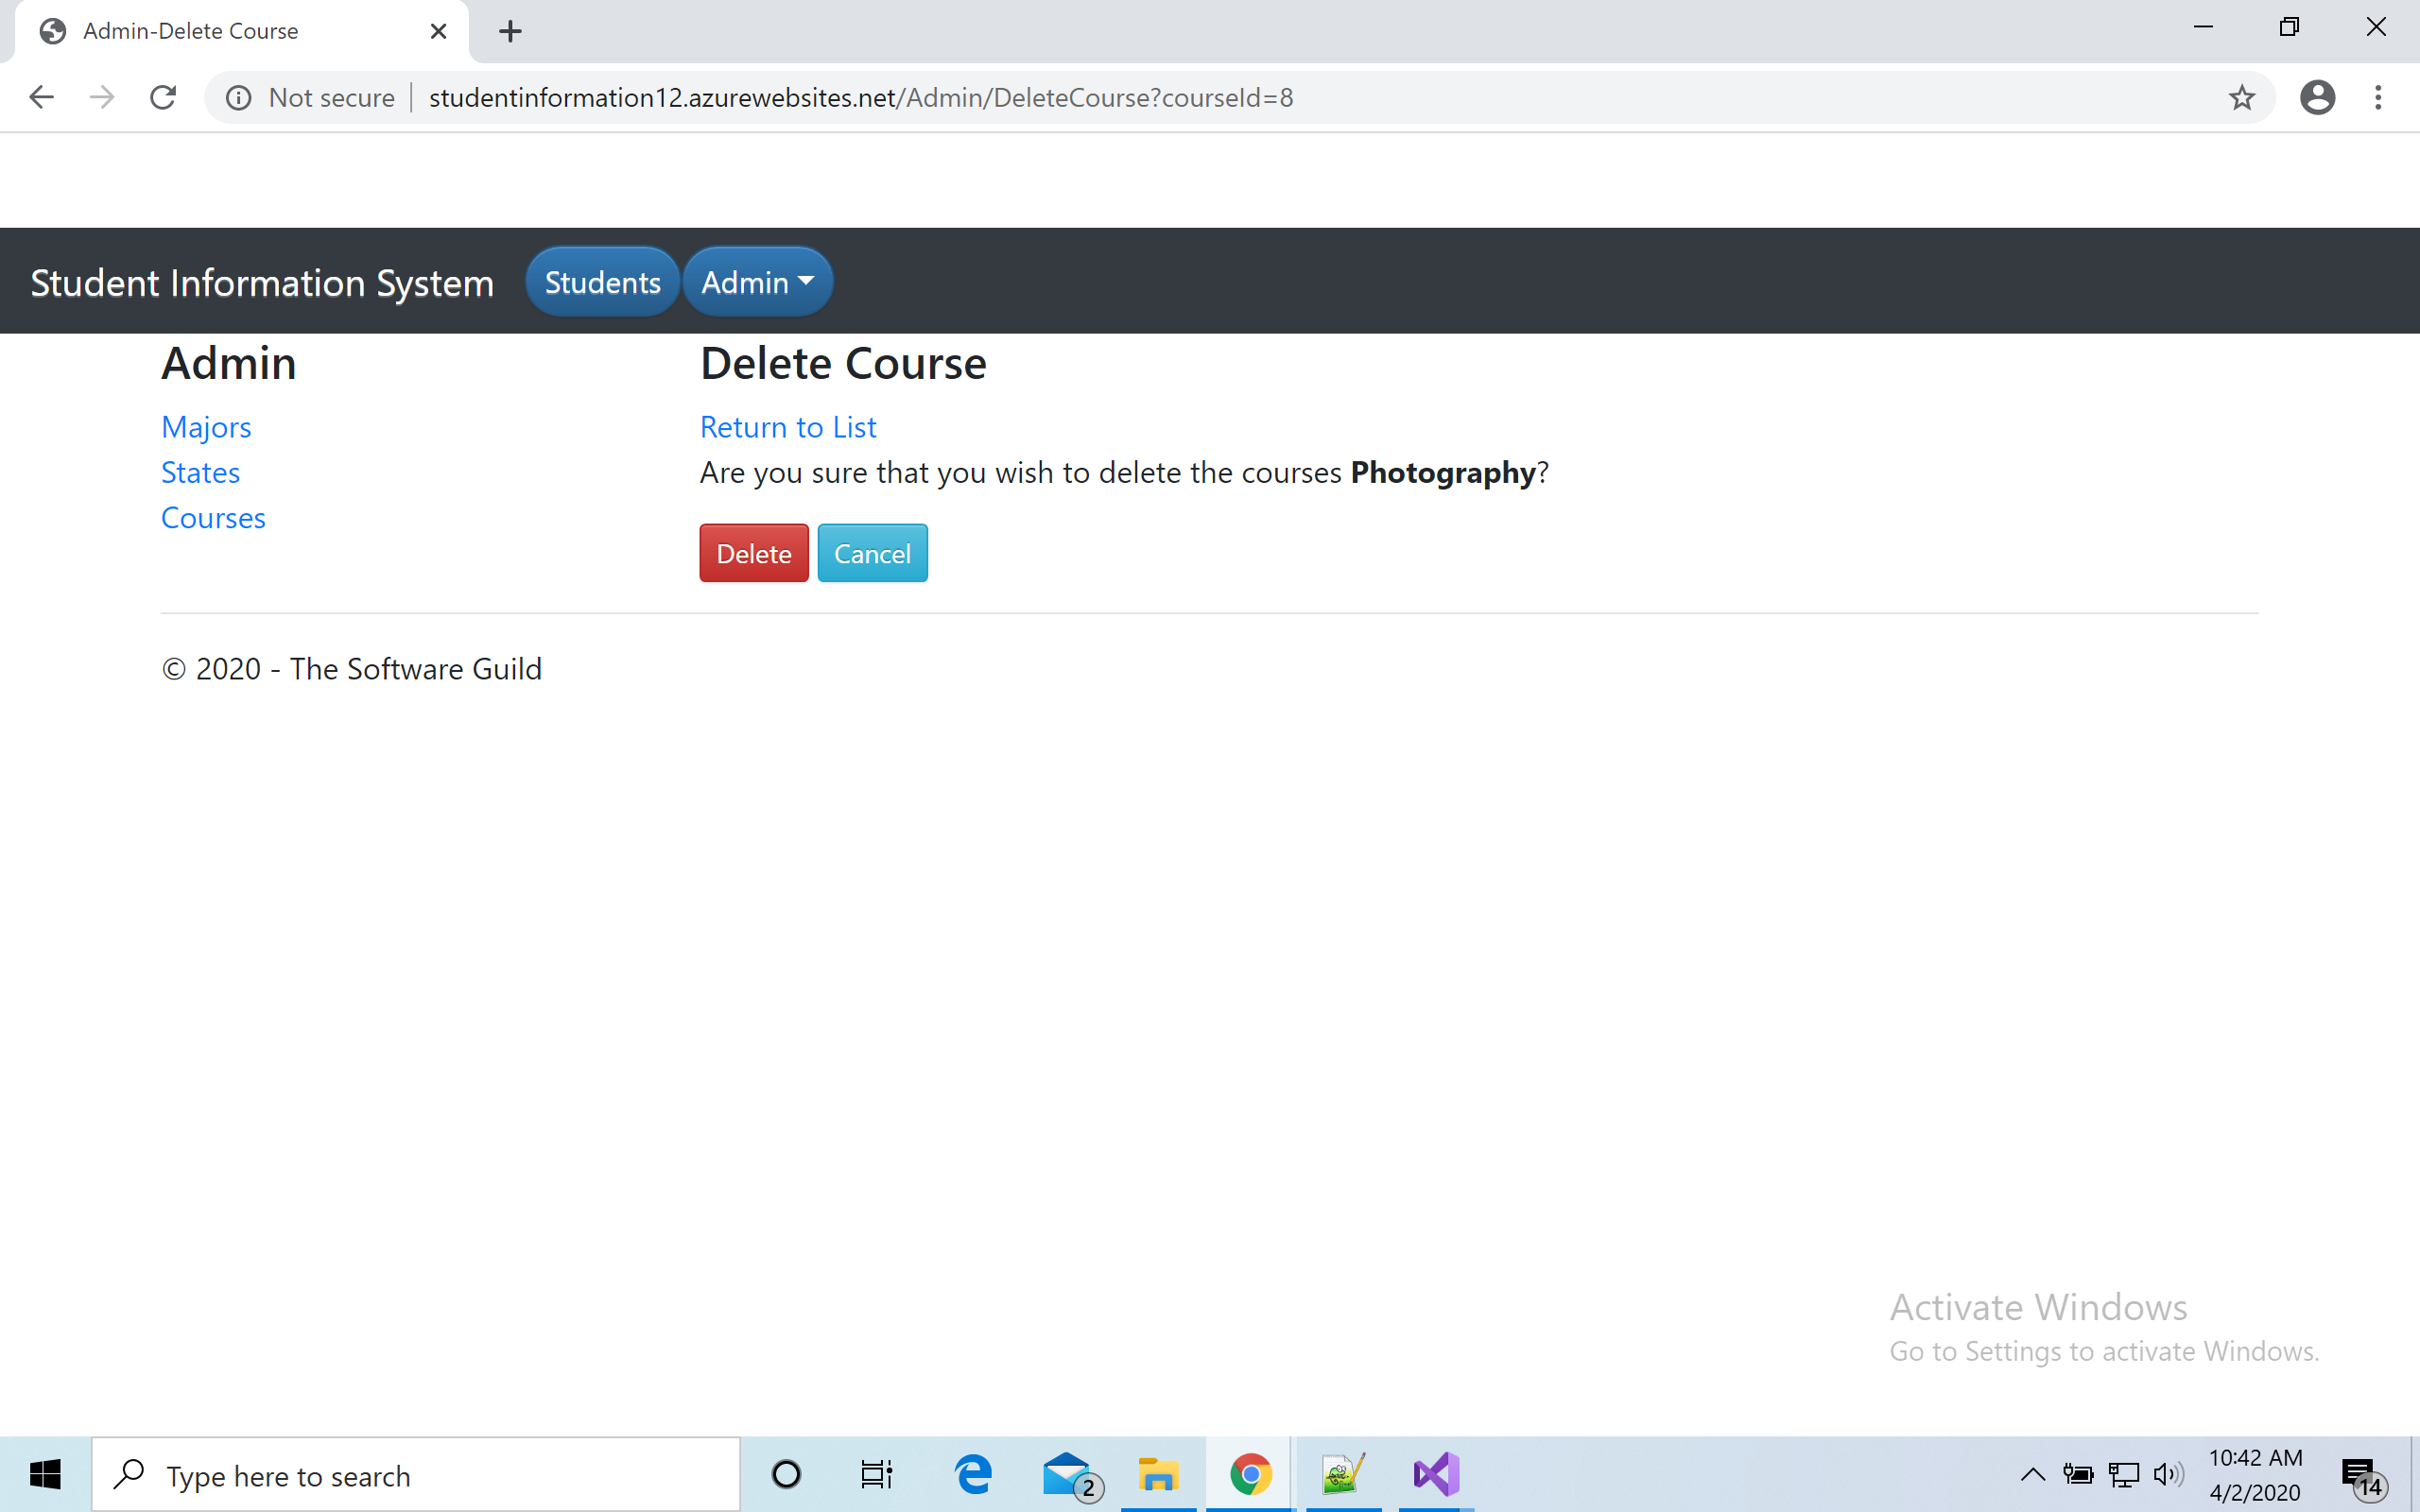 Admin-Delete Course
Not secure
studentinformation12.azurewebsites.net/Admin/DeleteCourse?courseId=8
Student Information System
Students
Admin
Admin
Majors
States
Courses
Delete Course
Return to List
Are you sure that you wish to delete the courses Photography?
Delete
Cancel
© 2020 - The Software Guild
Activate Windows
Go to Settings to activate Windows.
Type here to search
2
10:42 AM
4/2/2020
14